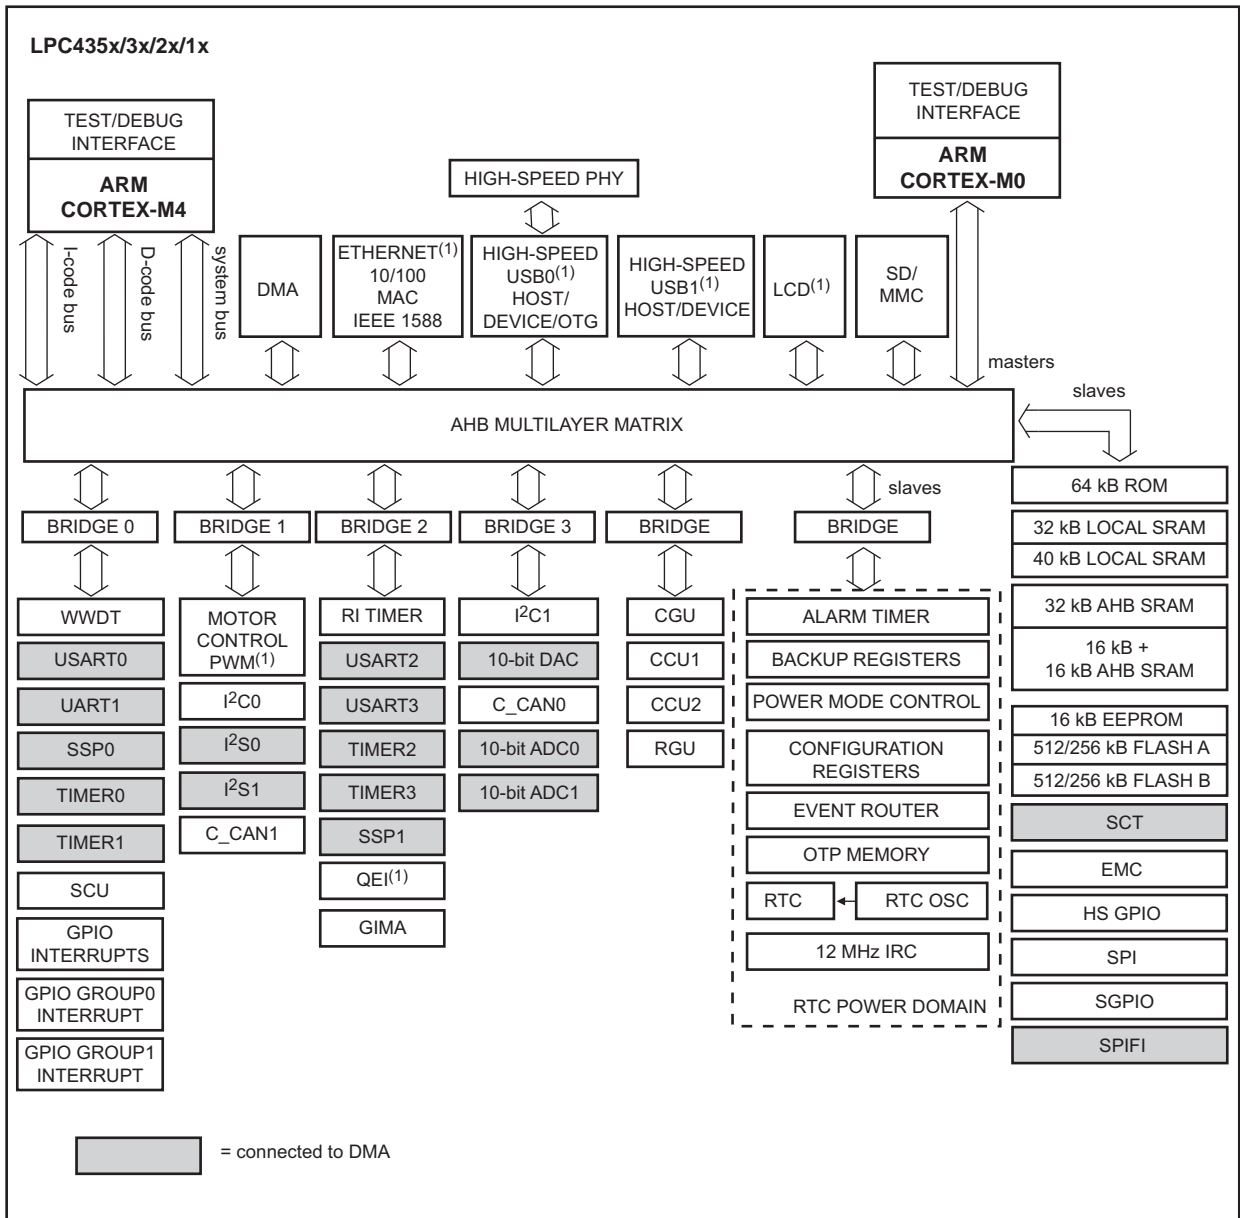 LPC435x/3x/2x/1x
TEST/DEBUG
INTERFACE
ARM
CORTEX-M4
HIGH-SPEED PHY
TEST/DEBUG
INTERFACE
ARM
CORTEX-M0
I-code bus
D-code bus
system bus
DMA
ETHERNET(1)
10/100
MAC
IEEE 1588
HIGH-SPEED
USB0(1)
HOST/
DEVICE/OTG
HIGH-SPEED
USB1(1)
HOST/DEVICE
LCD(1)
SD/
MMC
masters
slaves
AHB MULTILAYER MATRIX
slaves
BRIDGE 0
BRIDGE 1
BRIDGE 2
BRIDGE 3
BRIDGE
BRIDGE
WWDT
USART0
UART1
SSP0
TIMER0
TIMER1
SCU
GPIO
INTERRUPTS
GPIO GROUP0
INTERRUPT
GPIO GROUP1
INTERRUPT
MOTOR
CONTROL
PWM(1)
I2C0
I2S0
I2S1
C_CAN1
RI TIMER
USART2
USART3
TIMER2
TIMER3
SSP1
QEI(1)
GIMA
I2C1
10-bit DAC
C_CAN0
10-bit ADC0
10-bit ADC1
CGU
CCU1
CCU2
RGU
ALARM TIMER
BACKUP REGISTERS
POWER MODE CONTROL
CONFIGURATION
REGISTERS
EVENT ROUTER
OTP MEMORY
RTC
RTC OSC
12 MHz IRC
RTC POWER DOMAIN
64 kB ROM
32 kB LOCAL SRAM
40 kB LOCAL SRAM
32 kB AHB SRAM
16 kB +
16 kB AHB SRAM
16 kB EEPROM
512/256 kB FLASH A
512/256 kB FLASH B
SCT
EMC
HS GPIO
SPI
SGPIO
SPIFI
= connected to DMA